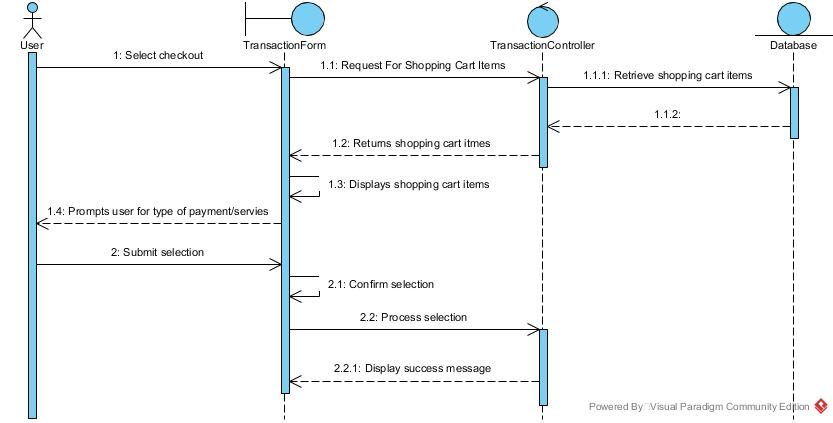 User
TransactionForm
TransactionController
Database
1: Select checkout
1.1: Request For Shopping Cart Items
1.1.1: Retrieve shopping cart items
1.1.2:
1.2: Returns shopping cart itmes
1.3: Displays shopping cart items
1.4: Prompts user for type of payment/servies
2: Submit selection
2.1: Confirm selection
2.2: Process selection
2.2.1: Display success message
Powered By Visual Paradigm Community Edition